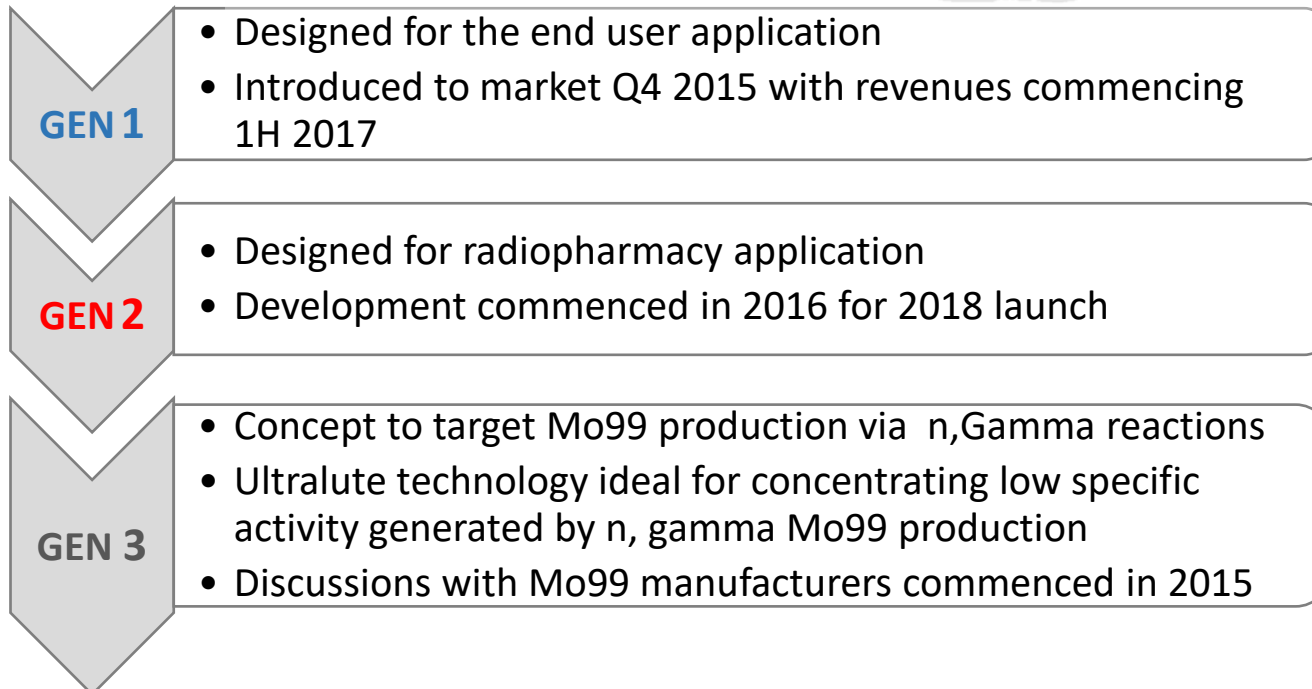 • Designed for the end user application
• Introduced to market Q4 2015 with revenues commencing
1H 2017
GEN 1
• Designed for radiopharmacy application
• Development commenced in 2016 for 2018 launch
GEN 2
• Concept to target Mo99 production via n,Gamma reactions
• Ultralute technology ideal for concentrating low specific
activity generated by n, gamma Mo99 production
• Discussions with Mo99 manufacturers commenced in 2015
GEN 3